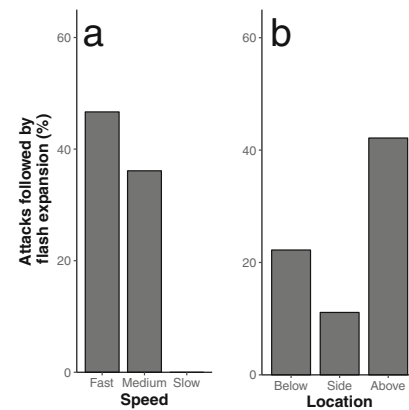 a
b
60
40
20
0
Attacks followed by
flash expansion (%)
Fast Medium Slow
Speed
60
40
20
0
Below Side Above
Location